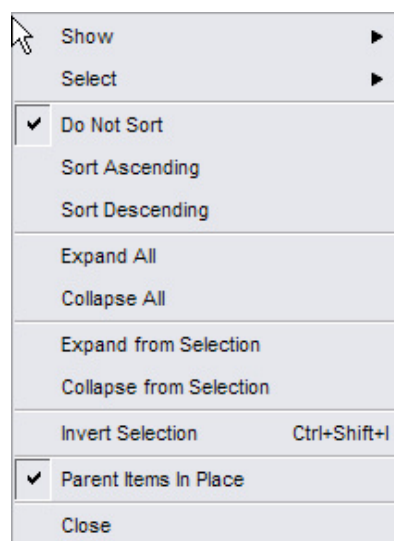 Show
Select
Do Not Sort
Sort Ascending
Sort Descending
Expand All
Collapse All
Expand from Selection
Collapse from Selection
Invert Selection Ctrl+Shift+I
Parent Items In Place
Close